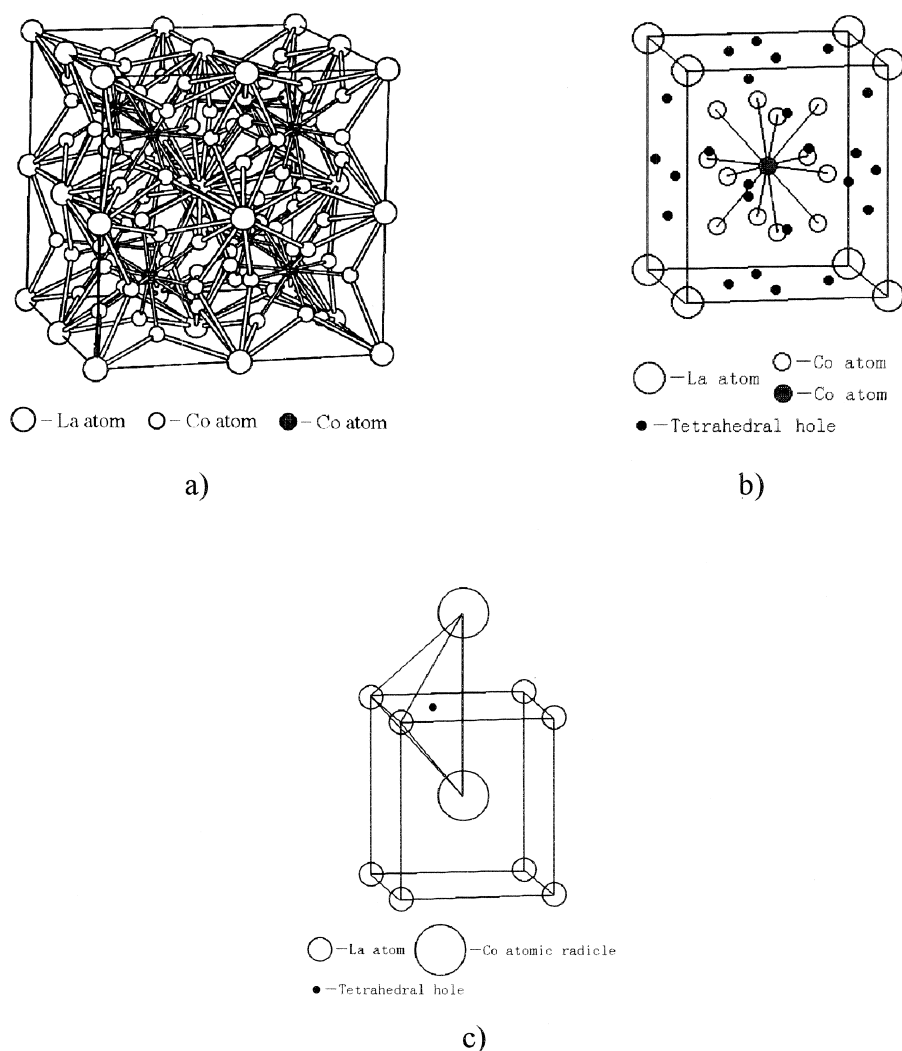 – La atom – Co atom – Co atom
a)
—La atom
—Co atom
—Co atom
—Tetrahedral hole
b)
—La atom —Co atomic radicle
—Tetrahedral hole
c)